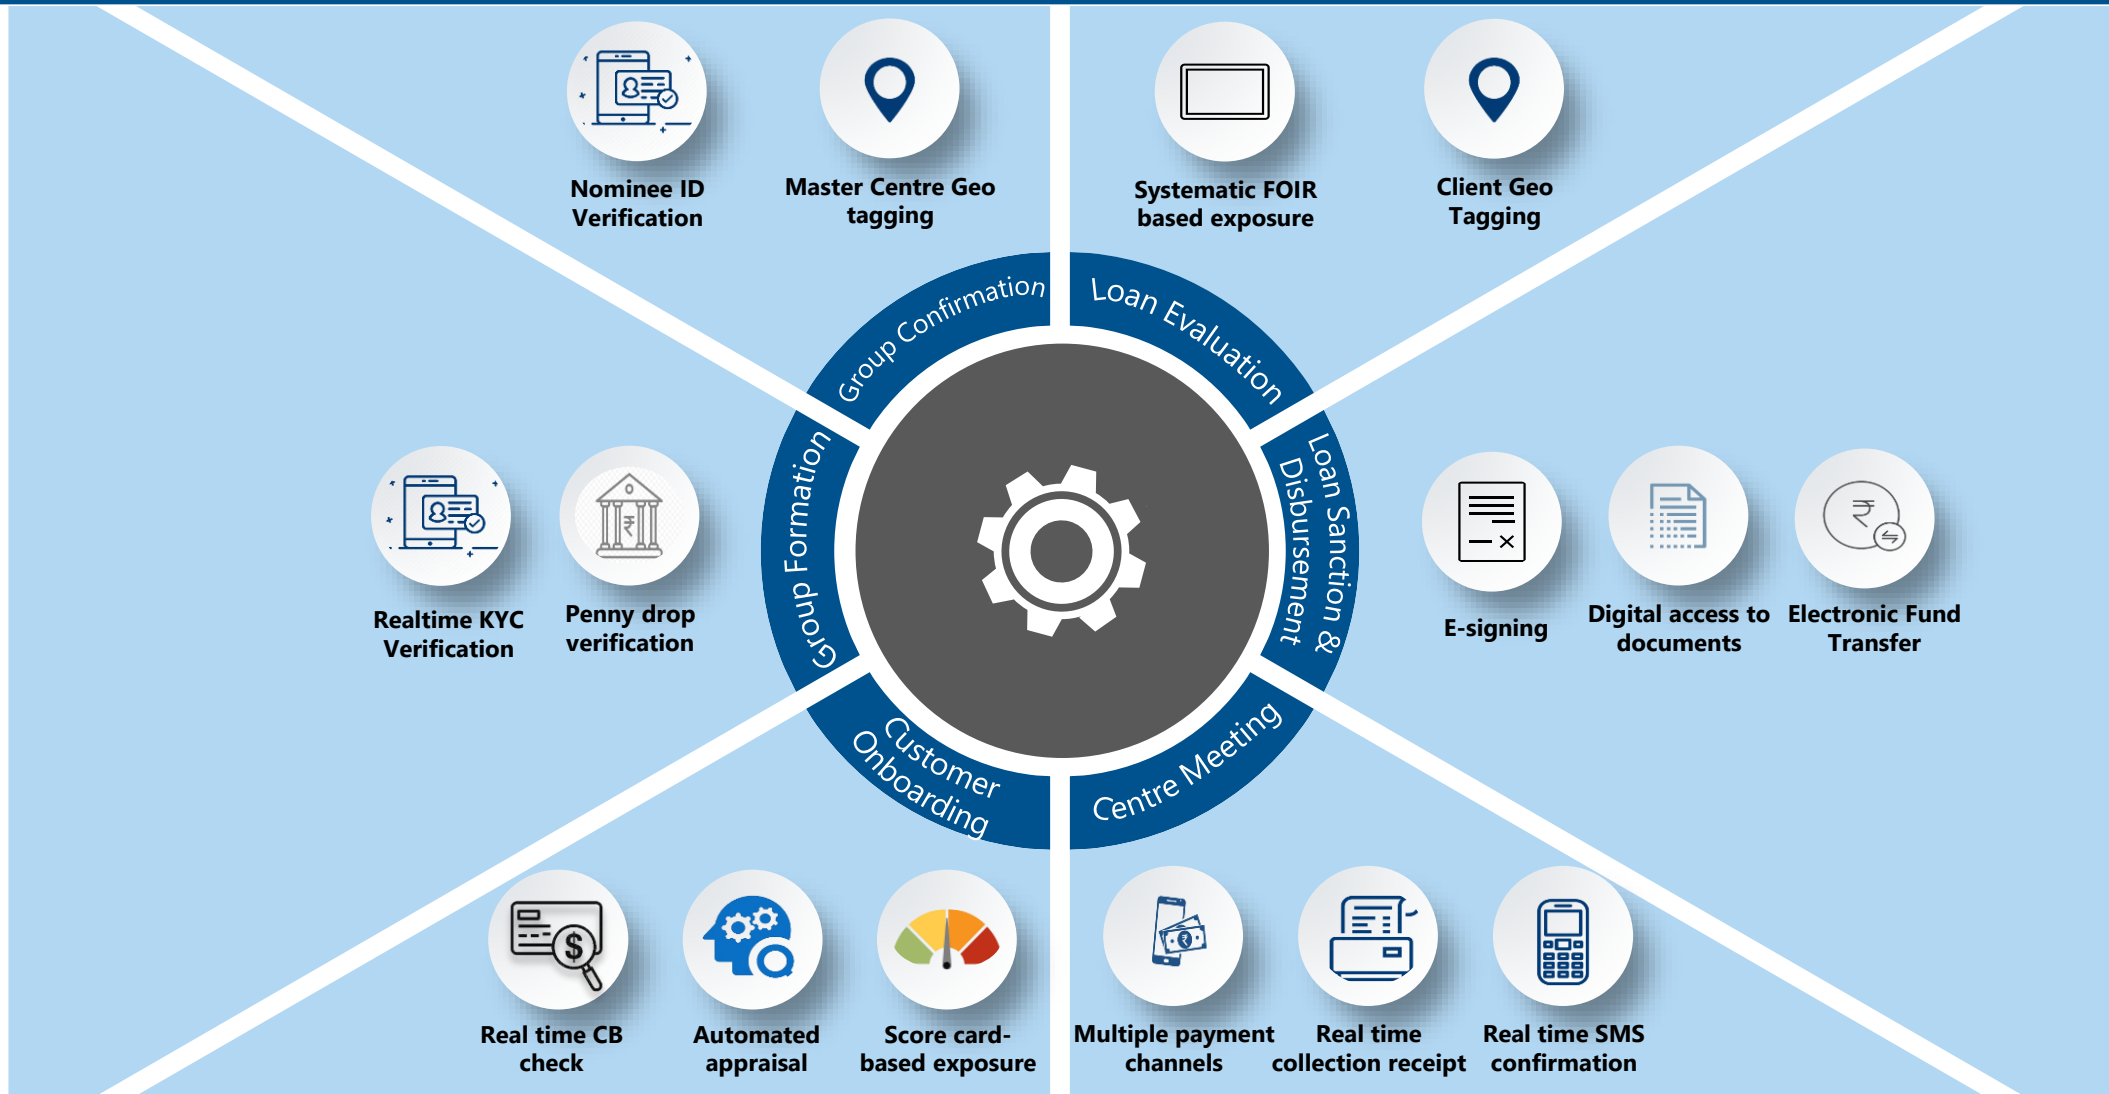 Nominee ID
Verification
Master Centre Geo
tagging
Systematic FOIR
based exposure
Client Geo
Tagging
Group Confirmation
Loan Evaluation
Group Formation
Loan Sanction &
Disbursement
Realtime KYC
Verification
Penny drop
verification
E-signing
Digital access to
documents
Electronic Fund
Transfer
Customer
Onboarding
Centre Meeting
Real time CB
check
Automated
appraisal
Score card-
based exposure
Multiple payment
channels
Real time
collection receipt
Real time SMS
confirmation